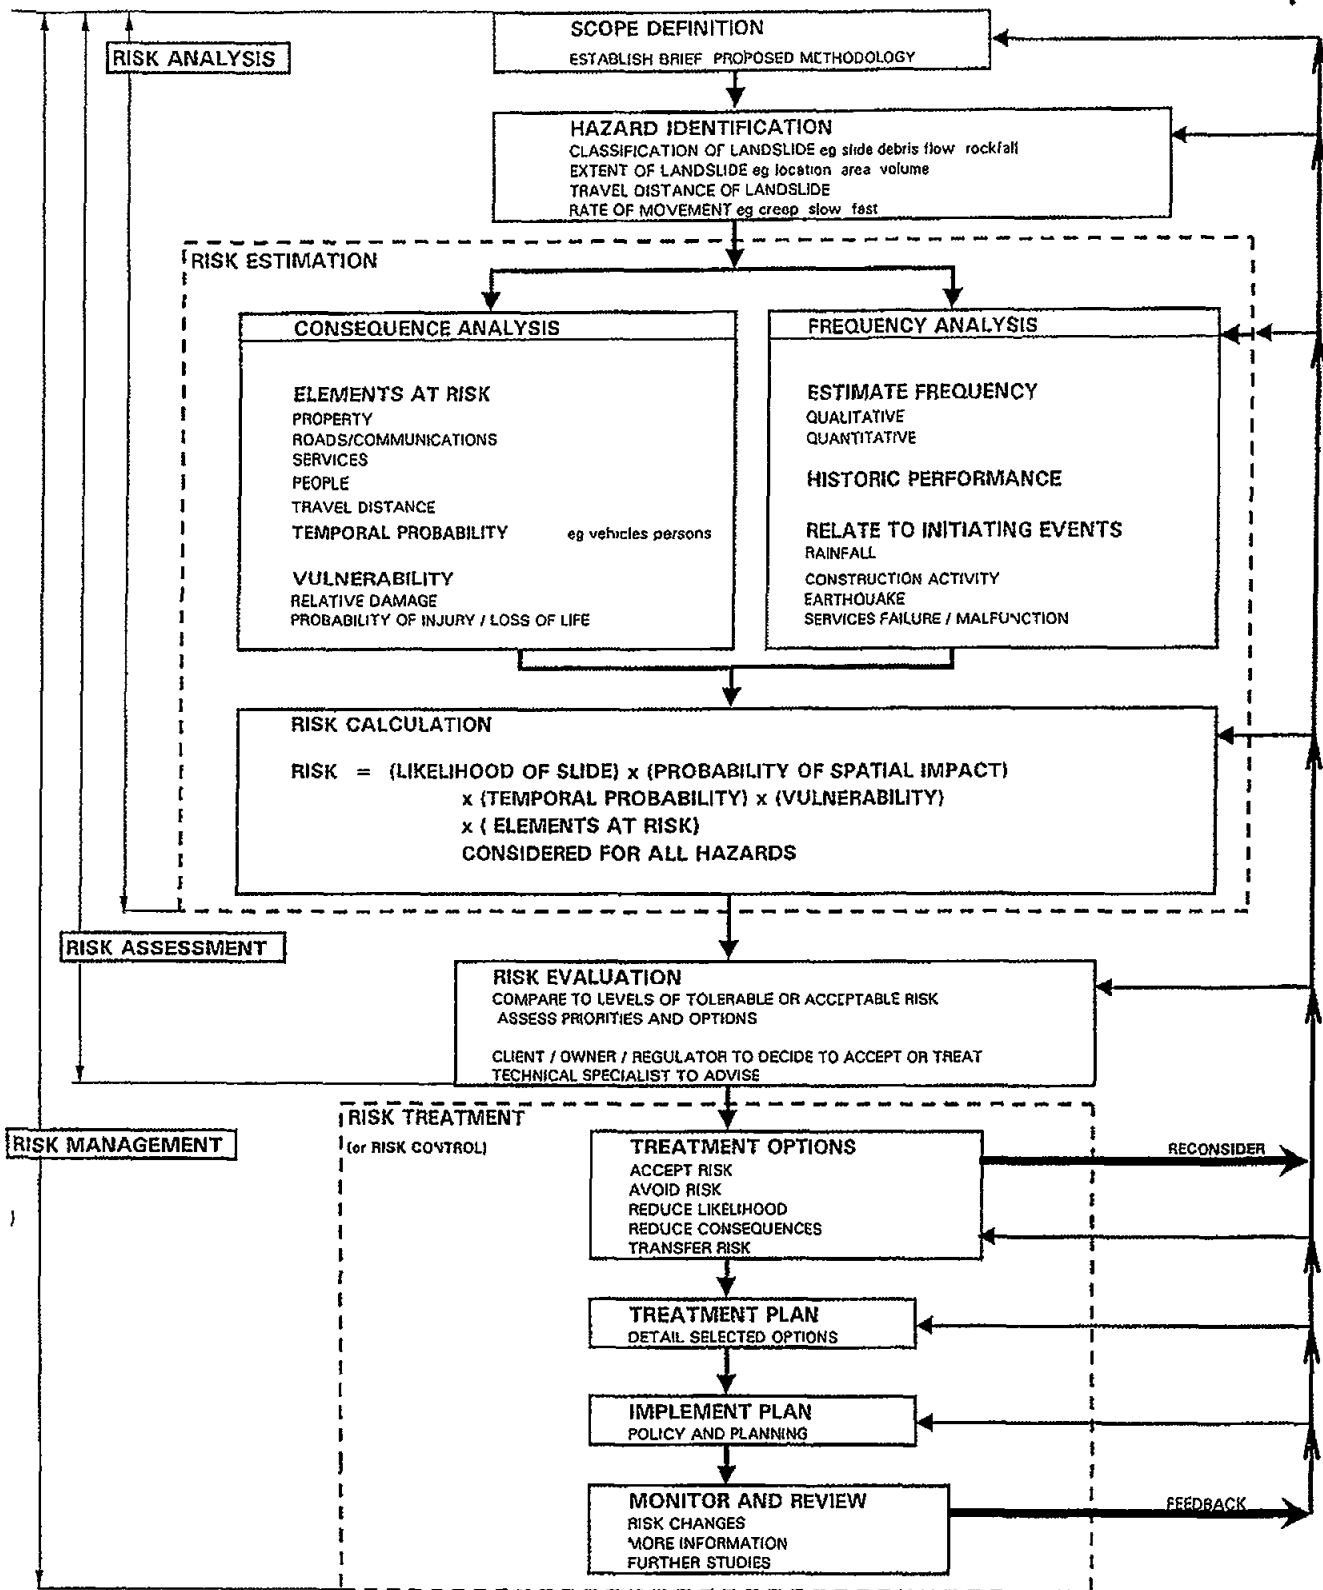 SCOPE DEFINITION
ESTABLISH BRIEF PROPOSED METHODOLOGY
RISK ANALYSIS
HAZARD IDENTIFICATION
CLASSIFICATION OF LANDSLIDE eg slide debris flow rockfall
EXTENT OF LANDSLIDE eg location area volume
TRAVEL DISTANCE OF LANDSLIDE
RATE OF MOVEMENT eg creep slow fast
RISK ESTIMATION
CONSEQUENCE ANALYSIS
ELEMENTS AT RISK
PROPERTY
ROADS/COMMUNICATIONS
SERVICES
PEOPLE
TRAVEL DISTANCE
TEMPORAL PROBABILITY eg vehicles persons
VULNERABILITY
RELATIVE DAMAGE
PROBABILITY OF INJURY / LOSS OF LIFE
FREQUENCY ANALYSIS
ESTIMATE FREQUENCY
QUALITATIVE
QUANTITATIVE
HISTORIC PERFORMANCE
RELATE TO INITIATING EVENTS
RAINFALL
CONSTRUCTION ACTIVITY
EARTHQUAKE
SERVICES FAILURE / MALFUNCTION
RISK CALCULATION
RISK = (LIKELIHOOD OF SLIDE) x (PROBABILITY OF SPATIAL IMPACT)
x (TEMPORAL PROBABILITY) x (VULNERABILITY)
x ( ELEMENTS AT RISK)
CONSIDERED FOR ALL HAZARDS
RISK ASSESSMENT
RISK EVALUATION
COMPARE TO LEVELS OF TOLERABLE OR ACCEPTABLE RISK
ASSESS PRIORITIES AND OPTIONS
CLIENT / OWNER / REGULATOR TO DECIDE TO ACCEPT OR TREAT
TECHNICAL SPECIALIST TO ADVISE
RISK MANAGEMENT
RISK TREATMENT
(or RISK CONTROL)
TREATMENT OPTIONS
ACCEPT RISK
AVOID RISK
REDUCE LIKELIHOOD
REDUCE CONSEQUENCES
TRANSFER RISK
RECONSIDER
TREATMENT PLAN
DETAIL SELECTED OPTIONS
IMPLEMENT PLAN
POLICY AND PLANNING
MONITOR AND REVIEW
RISK CHANGES
MORE INFORMATION
FURTHER STUDIES
FEEDBACK